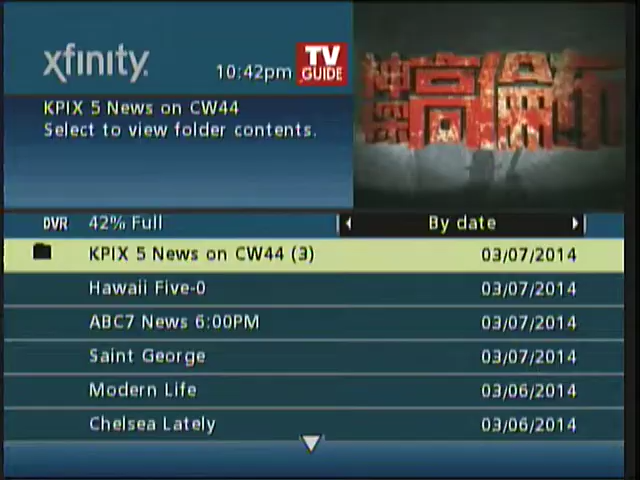 xfinity.
10:42pm
TV
GUIDE
KPIX 5 News on CW44
Select to view folder contents.
DVR 42% Full By date
KPIX 5 News on CW44 (3) 03/07/2014
Hawaii Five-0 03/07/2014
ABC7 News 6:00PM 03/07/2014
Saint George 03/07/2014
Modern Life 03/06/2014
Chelsea Lately 03/06/2014